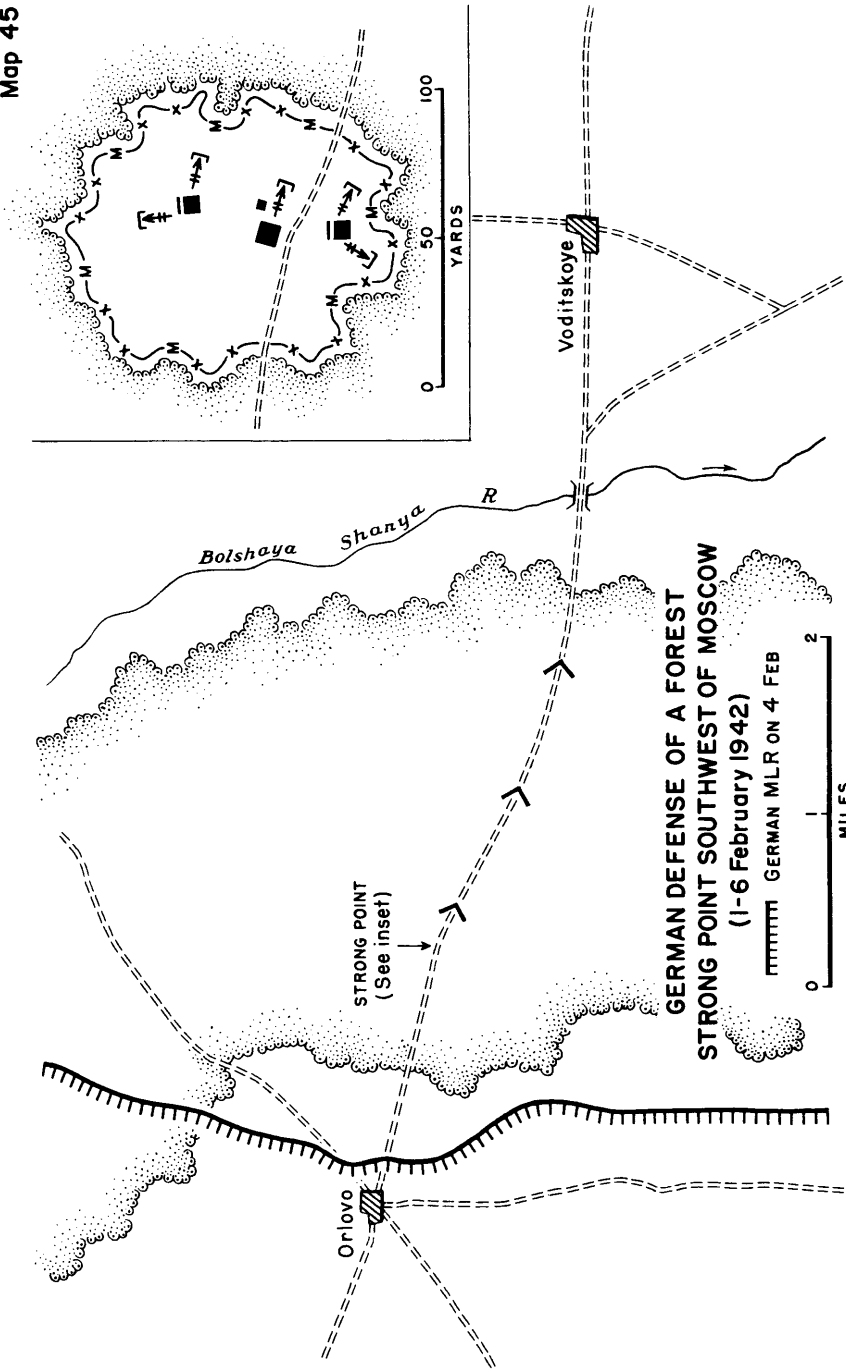 Map 45
M
X
X
M
X
X
M
X
X
M
X
X
M
X
M
X
X
M
X
X
X
X
M
X
X
0
50
100
YARDS
Bolshaya Shanya R
Voditskoye
STRONG POINT
(See inset)
Orlovo
GERMAN DEFENSE OF A FOREST
STRONG POINT SOUTHWEST OF MOSCOW
(1-6 February 1942)
GERMAN MLR ON 4 FEB
0
1
2
MILES